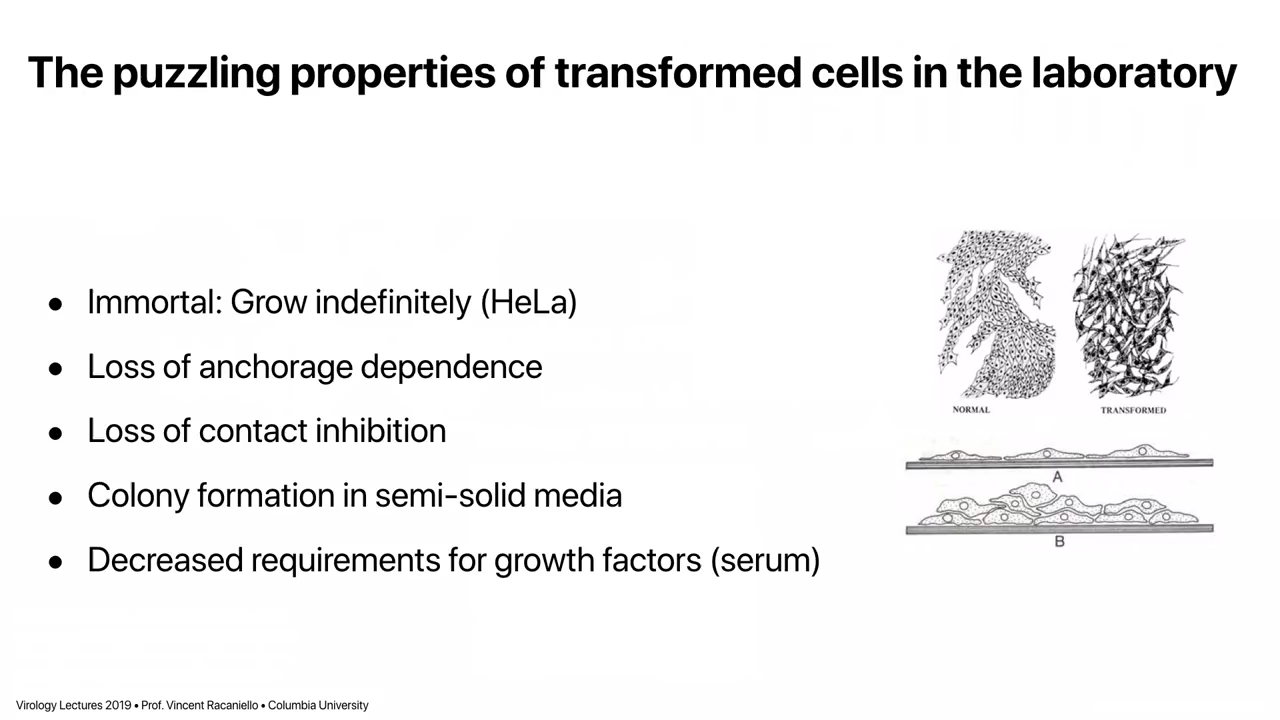 The puzzling properties of transformed cells in the laboratory
• Immortal: Grow indefinitely (HeLa)
• Loss of anchorage dependence
• Loss of contact inhibition
• Colony formation in semi-solid media
• Decreased requirements for growth factors (serum)
NORMAL
TRANSFORMED
A
B
Virology Lectures 2019 • Prof. Vincent Racaniello • Columbia University